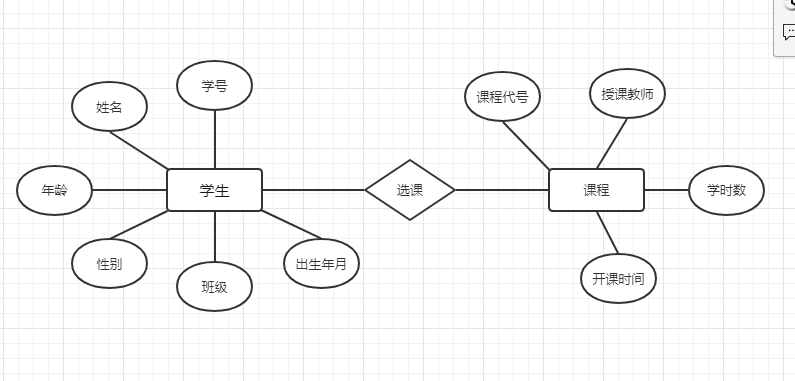 学号
姓名
课程代号
授课教师
年龄
学生
选课
课程
学时数
性别
班级
出生年月
开课时间